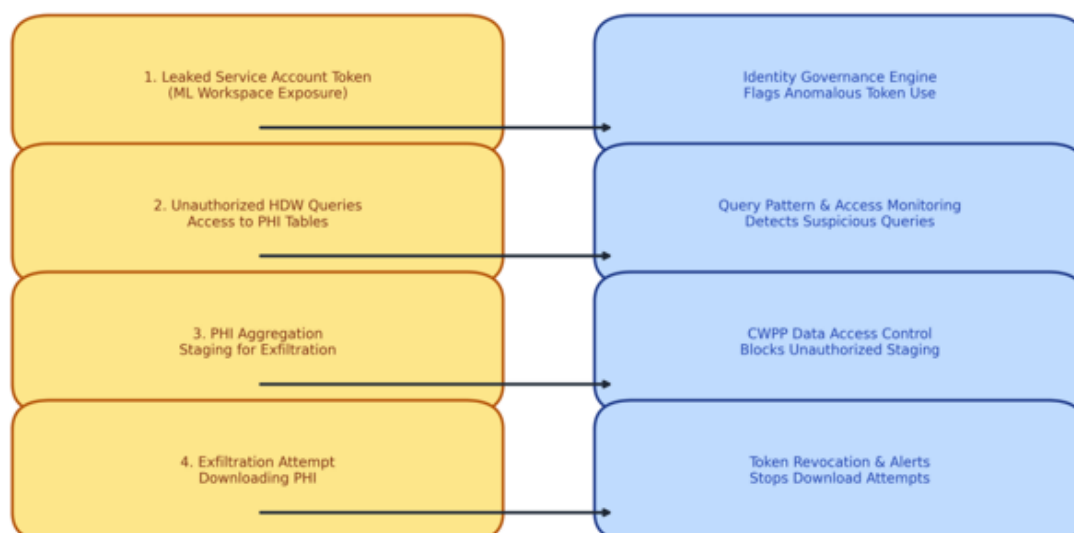 1. Leaked Service Account Token
(ML Workspace Exposure)
Identity Governance Engine
Flags Anomalous Token Use
2. Unauthorized HDW Queries
Access to PHI Tables
Query Pattern & Access Monitoring
Detects Suspicious Queries
3. PHI Aggregation
Staging for Exfiltration
CWPP Data Access Control
Blocks Unauthorized Staging
4. Exfiltration Attempt
Downloading PHI
Token Revocation & Alerts
Stops Download Attempts